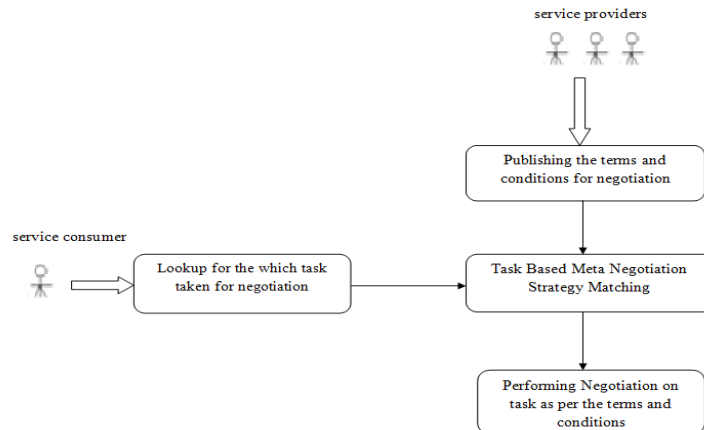 service providers
Publishing the terms and
conditions for negotiation
service consumer
Lookup for the which task
taken for negotiation
Task Based Meta Negotiation
Strategy Matching
Performing Negotiation on
task as per the terms and
conditions